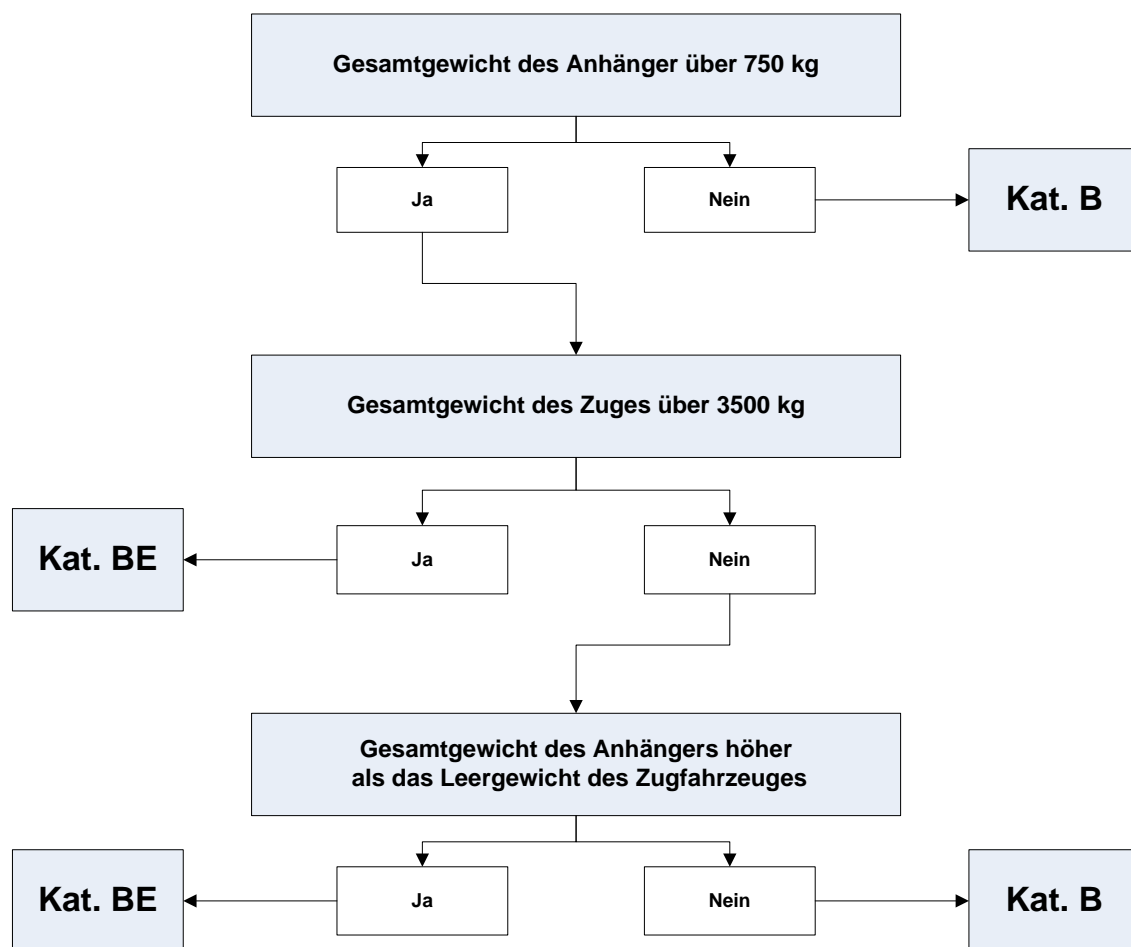 Gesamtgewicht des Anhänger über 750 kg
Ja
Nein
Kat. B
Gesamtgewicht des Zuges über 3500 kg
Kat. BE
Ja
Nein
Gesamtgewicht des Anhängers höher
als das Leergewicht des Zugfahrzeuges
Kat. BE
Ja
Nein
Kat. B